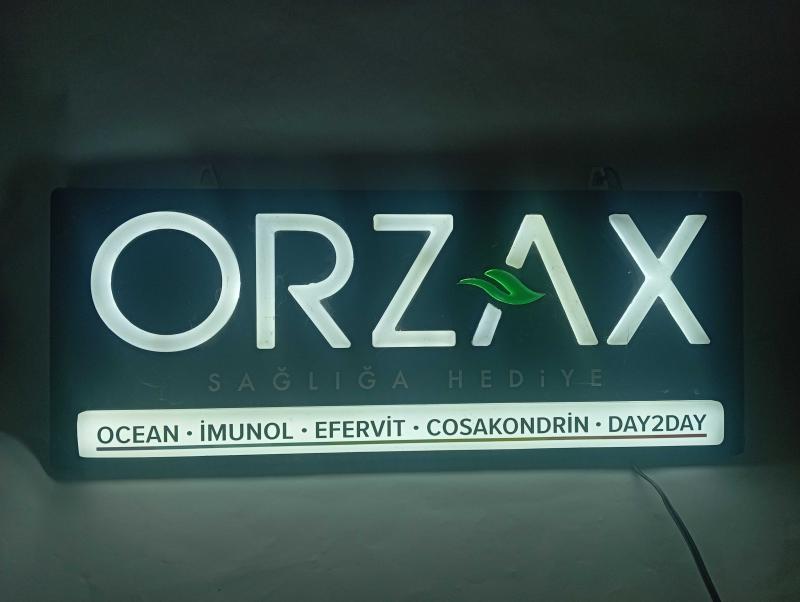 ORZAX
SAĞLIĞA HEDİYE
OCEAN · İMUNOL · EFERVİT · COSAKONDRİN · DAY2DAY